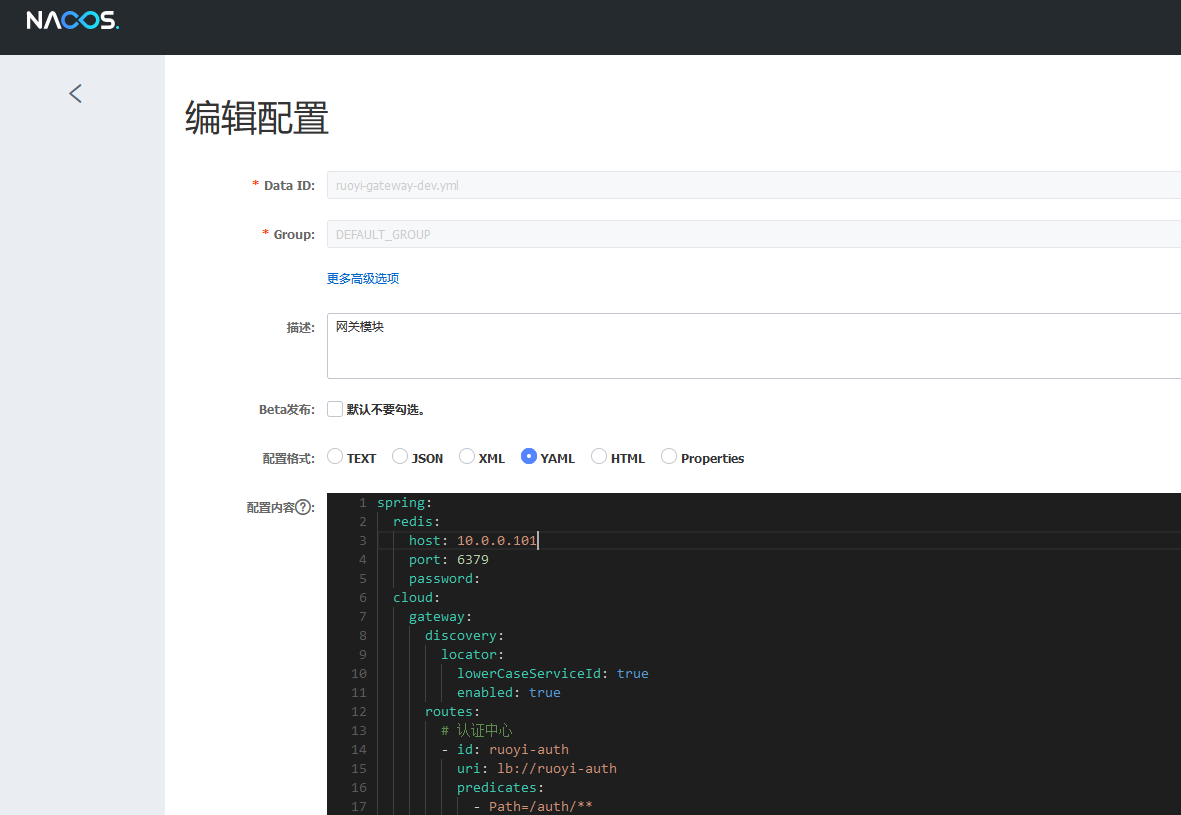 NACOS.
编辑配置
* Data ID: ruoyi-gateway-dev.yml
* Group: DEFAULT_GROUP
更多高级选项
描述: 网关模块
Beta发布: 默认不要勾选。
配置格式: TEXT JSON XML YAML HTML Properties
配置内容?:
1 spring:
2 redis:
3 host: 10.0.0.101
4 port: 6379
5 password:
6 cloud:
7 gateway:
8 discovery:
9 locator:
10 lowerCaseServiceId: true
11 enabled: true
12 routes:
13 # 认证中心
14 - id: ruoyi-auth
15 uri: lb://ruoyi-auth
16 predicates:
17 - Path=/auth/**